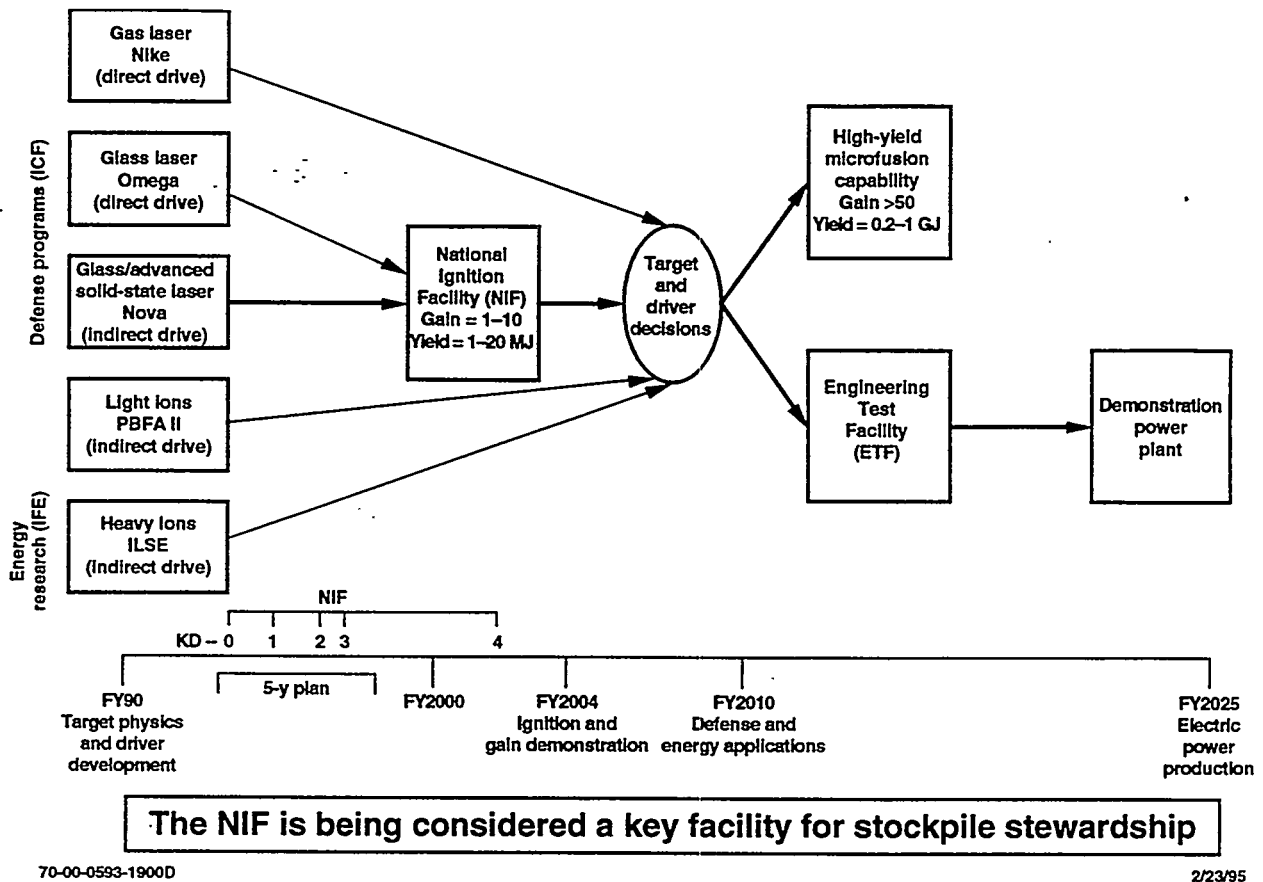 Gas laser
Nike
(direct drive)
Defense programs (ICF)
Glass laser
Omega
(direct drive)
Glass/advanced
solid-state laser
Nova
(indirect drive)
Light ions
PBFA II
(indirect drive)
Energy
research (IFE)
Heavy ions
ILSE
(indirect drive)
National
Ignition
Facility (NIF)
Gain = 1–10
Yield = 1–20 MJ
Target
and
driver
decisions
High-yield
microfusion
capability
Gain >50
Yield = 0.2–1 GJ
Engineering
Test
Facility
(ETF)
Demonstration
power
plant
NIF
KD – 0 1 2 3 4
5-y plan
FY90
Target physics
and driver
development
FY2000
FY2004
Ignition and
gain demonstration
FY2010
Defense and
energy applications
FY2025
Electric
power
production
The NIF is being considered a key facility for stockpile stewardship
70-00-0593-1900D
2/23/95